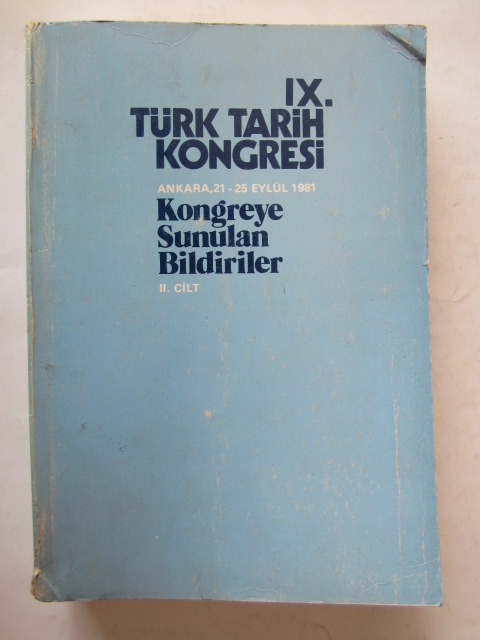 IX.
TÜRK TARİH
KONGRESİ
ANKARA, 21 - 25 EYLÜL 1981
Kongreye
Sunulan
Bildiriler
II. CİLT